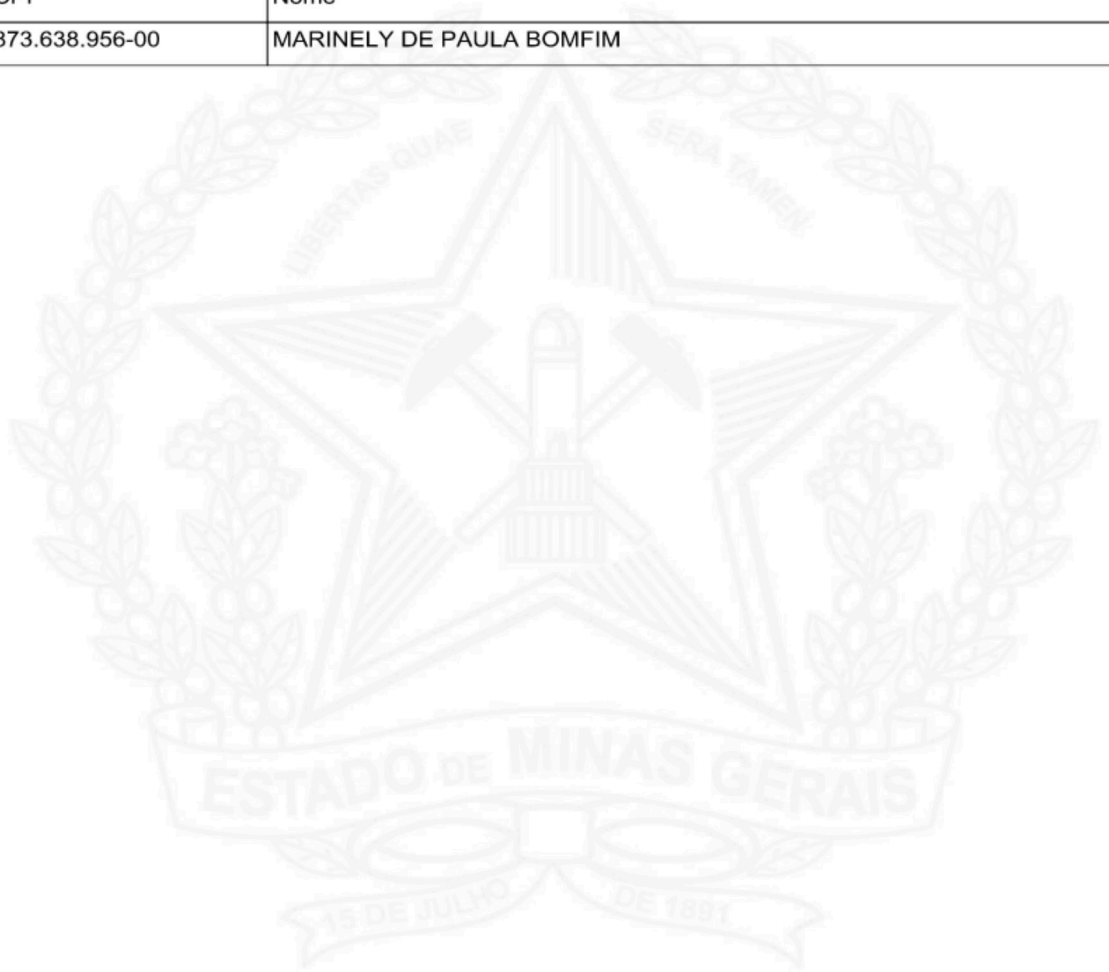 Nome
873.638.956-00 MARINELY DE PAULA BOMFIM
LIBERTAS QUAE SERA TAMEN
ESTADO DE MINAS GERAIS
15 DE JULHO DE 1891